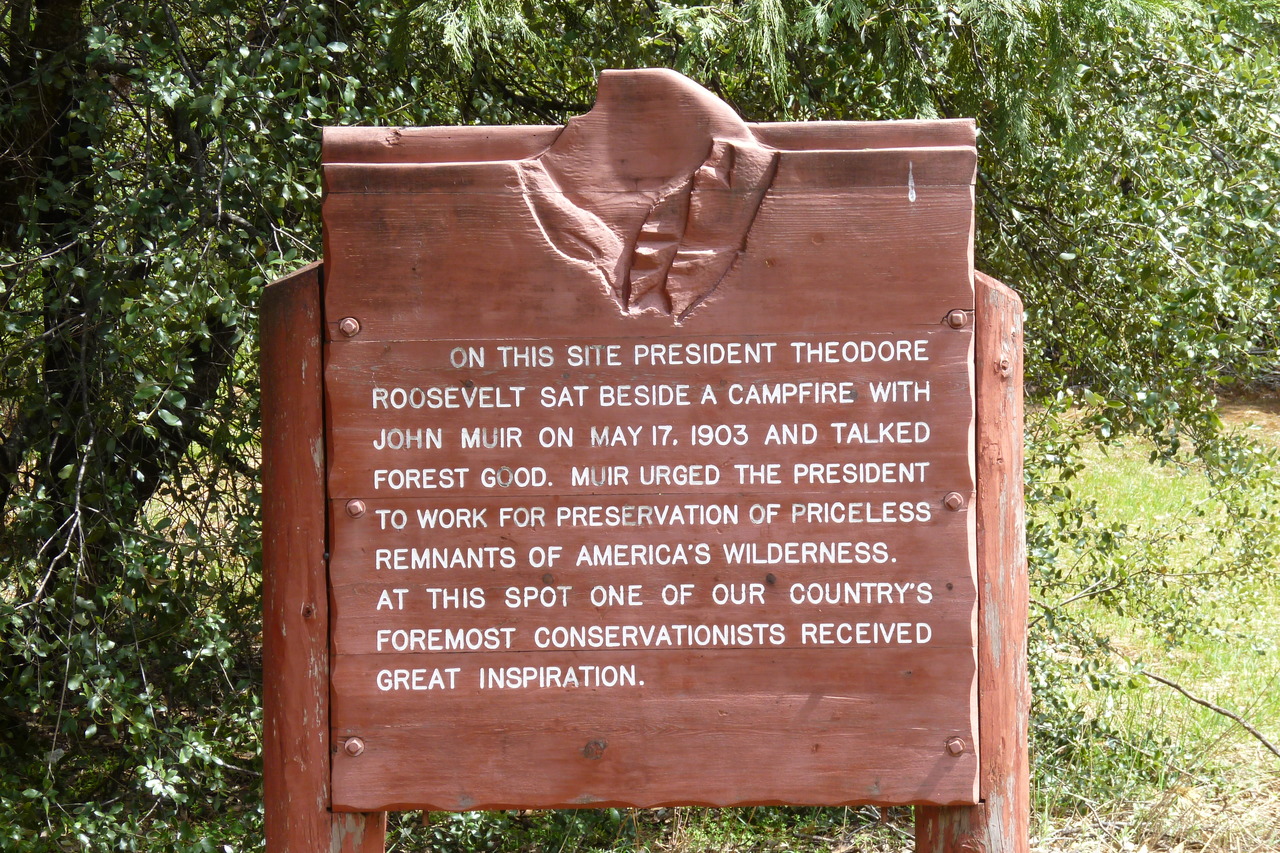 ON THIS SITE PRESIDENT THEODORE
ROOSEVELT SAT BESIDE A CAMPFIRE WITH
JOHN MUIR ON MAY 17, 1903 AND TALKED
FOREST GOOD. MUIR URGED THE PRESIDENT
TO WORK FOR PRESERVATION OF PRICELESS
REMNANTS OF AMERICA'S WILDERNESS.
AT THIS SPOT ONE OF OUR COUNTRY'S
FOREMOST CONSERVATIONISTS RECEIVED
GREAT INSPIRATION.